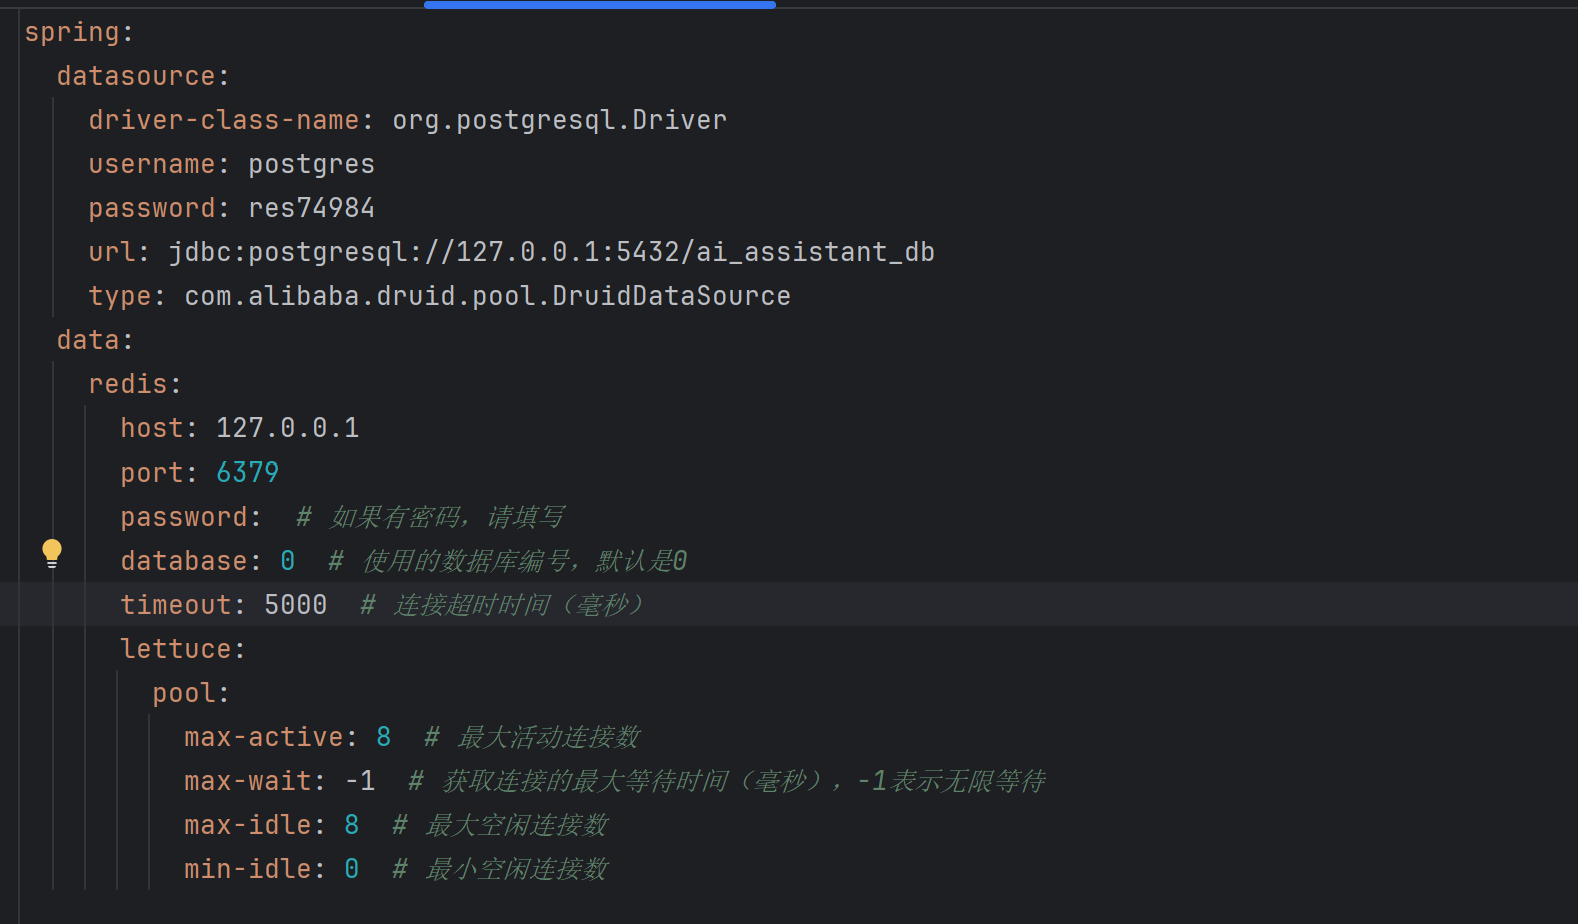 spring:
  datasource:
    driver-class-name: org.postgresql.Driver
    username: postgres
    password: res74984
    url: jdbc:postgresql://127.0.0.1:5432/ai_assistant_db
    type: com.alibaba.druid.pool.DruidDataSource
  data:
    redis:
      host: 127.0.0.1
      port: 6379
      password:  # 如果有密码，请填写
      database: 0  # 使用的数据库编号，默认是0
      timeout: 5000  # 连接超时时间（毫秒）
      lettuce:
        pool:
          max-active: 8  # 最大活动连接数
          max-wait: -1  # 获取连接的最大等待时间（毫秒），-1表示无限等待
          max-idle: 8  # 最大空闲连接数
          min-idle: 0  # 最小空闲连接数